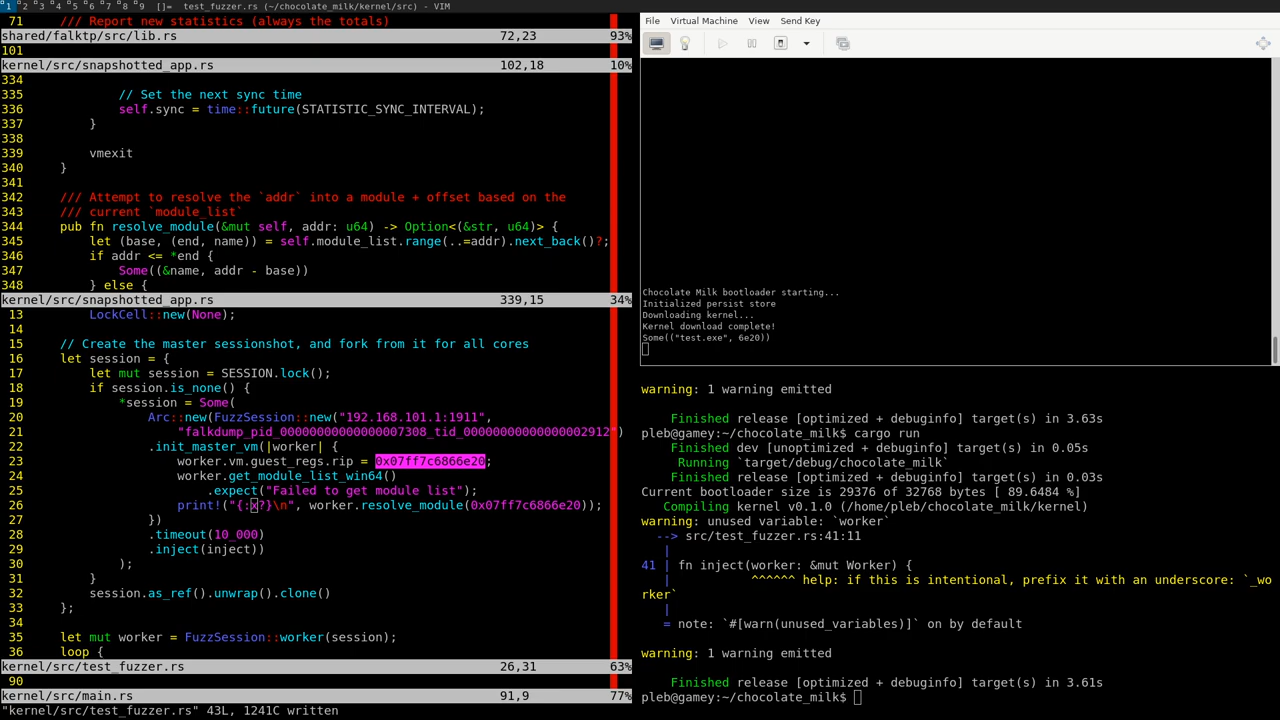 1 2 3 4 5 6 7 8 9 []= test_fuzzer.rs (~/chocolate_milk/kernel/src) - VIM
71 /// Report new statistics (always the totals)
shared/falktp/src/lib.rs 72,23 93%
101
kernel/src/snapshotted_app.rs 102,18 10%
334
335 // Set the next sync time
336 self.sync = time::future(STATISTIC_SYNC_INTERVAL);
337 }
338
339 vmexit
340 }
341
342 /// Attempt to resolve the `addr` into a module + offset based on the
343 /// current `module_list`
344 pub fn resolve_module(&mut self, addr: u64) -> Option<(&str, u64)> {
345 let (base, (end, name)) = self.module_list.range(..=addr).next_back()?;
346 if addr <= *end {
347 Some((&name, addr - base))
348 } else {
kernel/src/snapshotted_app.rs 339,15 34%
13 LockCell::new(None);
14
15 // Create the master sessionshot, and fork from it for all cores
16 let session = {
17 let mut session = SESSION.lock();
18 if session.is_none() {
19 *session = Some(
20 Arc::new(FuzzSession::new("192.168.101.1:1911",
21 "falkdump_pid_00000000000000007308_tid_00000000000000002912")
22 .init_master_vm(|worker| {
23 worker.vm.guest_regs.rip = 0x07ff7c6866e20;
24 worker.get_module_list_win64()
25 .expect("Failed to get module list");
26 print!("{:x?}\n", worker.resolve_module(0x07ff7c6866e20));
27 })
28 .timeout(10_000)
29 .inject(inject))
30 );
31 }
32 session.as_ref().unwrap().clone()
33 };
34
35 let mut worker = FuzzSession::worker(session);
36 loop {
kernel/src/test_fuzzer.rs 26,31 63%
90
kernel/src/main.rs 91,9 77%
"kernel/src/test_fuzzer.rs" 43L, 1241C written
File Virtual Machine View Send Key
Chocolate Milk bootloader starting...
Initialized persist store
Downloading kernel...
Kernel download complete!
Some(("test.exe", 6e20))
warning: 1 warning emitted
Finished release [optimized + debuginfo] target(s) in 3.63s
pleb@gamey:~/chocolate_milk$ cargo run
Finished dev [unoptimized + debuginfo] target(s) in 0.05s
Running `target/debug/chocolate_milk`
Finished release [optimized + debuginfo] target(s) in 0.03s
Current bootloader size is 29376 of 32768 bytes [ 89.6484 %]
Compiling kernel v0.1.0 (/home/pleb/chocolate_milk/kernel)
warning: unused variable: `worker`
--> src/test_fuzzer.rs:41:11
|
41 | fn inject(worker: &mut Worker) {
| ^^^^^^ help: if this is intentional, prefix it with an underscore: `_wo
rker`
|
= note: `#[warn(unused_variables)]` on by default
warning: 1 warning emitted
Finished release [optimized + debuginfo] target(s) in 3.61s
pleb@gamey:~/chocolate_milk$